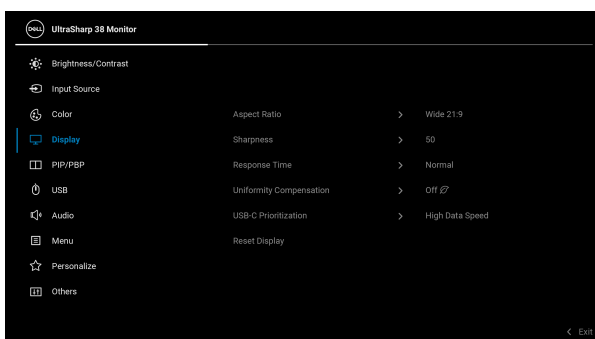 DELL UltraSharp 38 Monitor
Brightness/Contrast
Input Source
Color
Aspect Ratio > Wide 21:9
Display
Sharpness > 50
PIP/PBP
Response Time > Normal
USB
Uniformity Compensation > Off
Audio
USB-C Prioritization > High Data Speed
Menu
Reset Display
Personalize
Others
< Exit